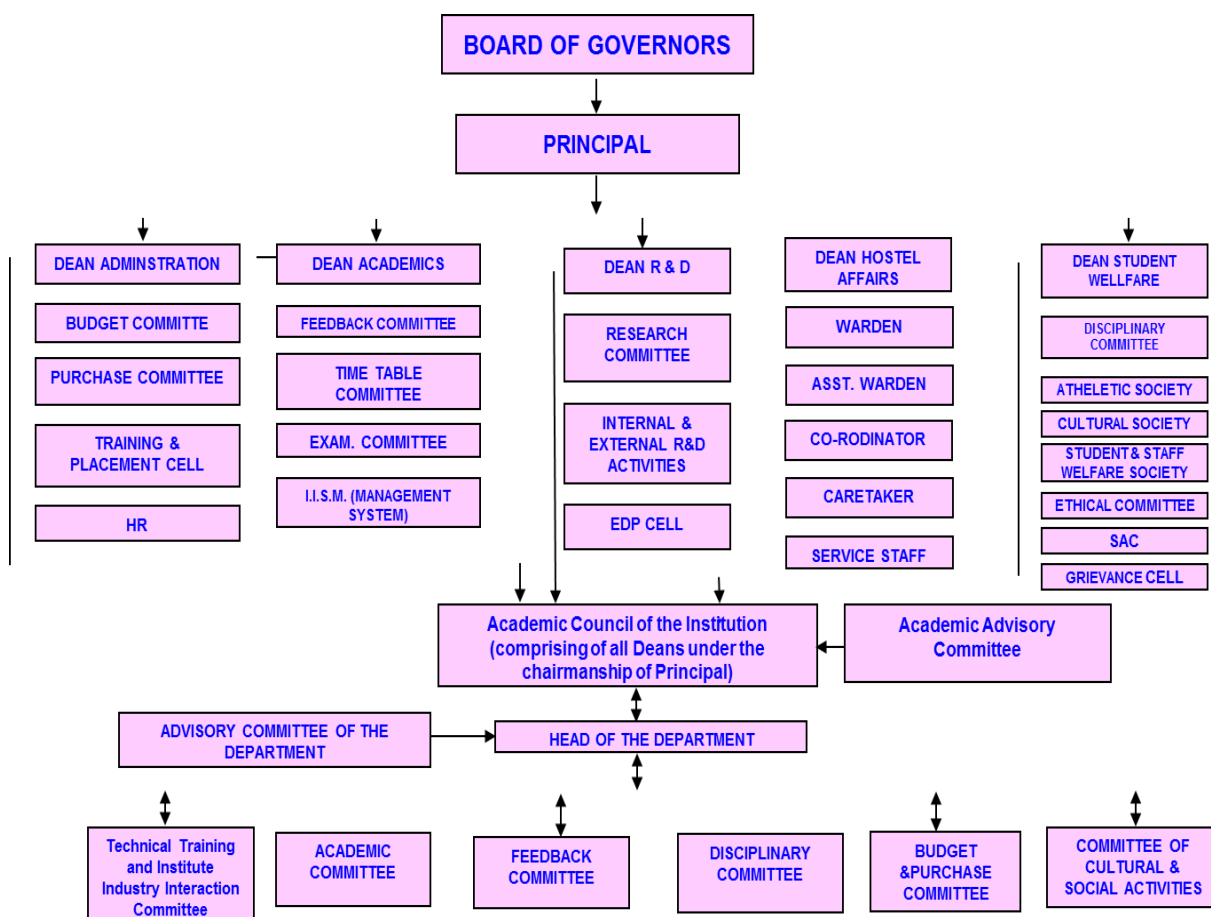 BOARD OF GOVERNORS
PRINCIPAL
DEAN ADMINSTRATION
BUDGET COMMITTE
PURCHASE COMMITTEE
TRAINING &
PLACEMENT CELL
HR
DEAN ACADEMICS
FEEDBACK COMMITTEE
TIME TABLE
COMMITTEE
EXAM. COMMITTEE
I.I.S.M. (MANAGEMENT
SYSTEM)
DEAN R & D
RESEARCH
COMMITTEE
INTERNAL &
EXTERNAL R&D
ACTIVITIES
EDP CELL
DEAN HOSTEL
AFFAIRS
WARDEN
ASST. WARDEN
CO-RODINATOR
CARETAKER
SERVICE STAFF
DEAN STUDENT
WELLFARE
DISCIPLINARY
COMMITTEE
ATHELETIC SOCIETY
CULTURAL SOCIETY
STUDENT & STAFF
WELFARE SOCIETY
ETHICAL COMMITTEE
SAC
GRIEVANCE CELL
Academic Council of the Institution
(comprising of all Deans under the
chairmanship of Principal)
Academic Advisory
Committee
ADVISORY COMMITTEE OF THE
DEPARTMENT
HEAD OF THE DEPARTMENT
Technical Training
and Institute
Industry Interaction
Committee
ACADEMIC
COMMITTEE
FEEDBACK
COMMITTEE
DISCIPLINARY
COMMITTEE
BUDGET
&PURCHASE
COMMITTEE
COMMITTEE OF
CULTURAL &
SOCIAL ACTIVITIES